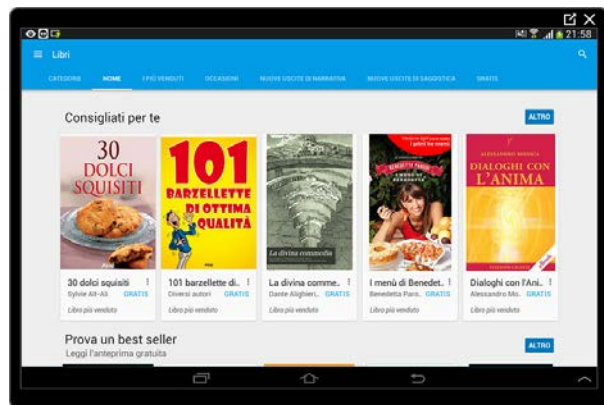 21:58
Libri
CATEGORIE HOME I PIÙ VENDUTI OCCASIONI NUOVE USCITE DI NARRATIVA NUOVE USCITE DI SAGGISTICA GRATIS
Consigliati per te ALTRO
30
DOLCI
SQUISITI
101
BARZELLETTE
DI OTTIMA
QUALITÀ
La divina commedia
BENEDETTA PARODI
ALESSANDRO MODICA
DIALOGHI CON
L'ANIMA
30 dolci squisiti
Sylvie Aït-Ali GRATIS
Libro più venduto
101 barzellette di..
Diversi autori GRATIS
Libro più venduto
La divina comme..
Dante Alighieri.. GRATIS
Libro più venduto
I menù di Benedet..
Benedetta Paro.. GRATIS
Libro più venduto
Dialoghi con l'Ani..
Alessandro Mo.. GRATIS
Libro più venduto
Prova un best seller ALTRO
Leggi l'anteprima gratuita